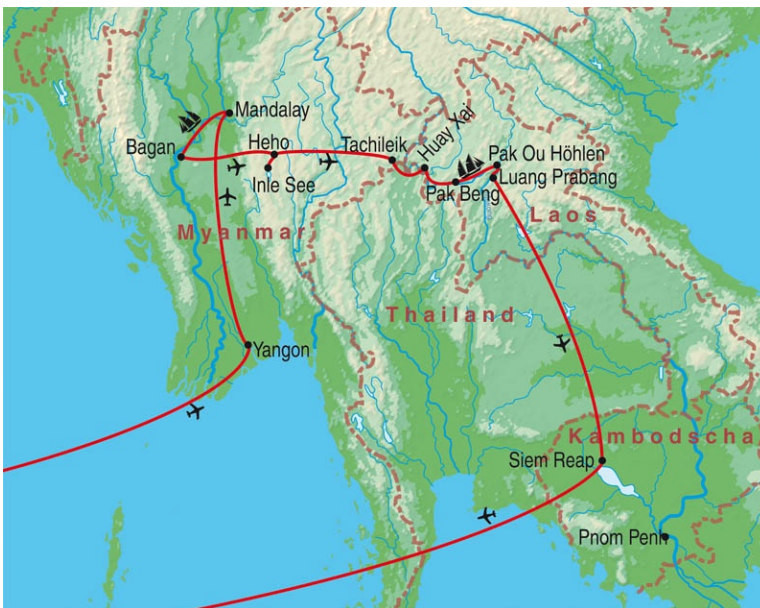 Mandalay
Bagan
Heho
Tachileik
Huay Xai
Inle See
Pak Ou Höhlen
Luang Prabang
Pak Beng
Laos
Myanmar
Thailand
Yangon
Kambodscha
Siem Reap
Pnom Penh